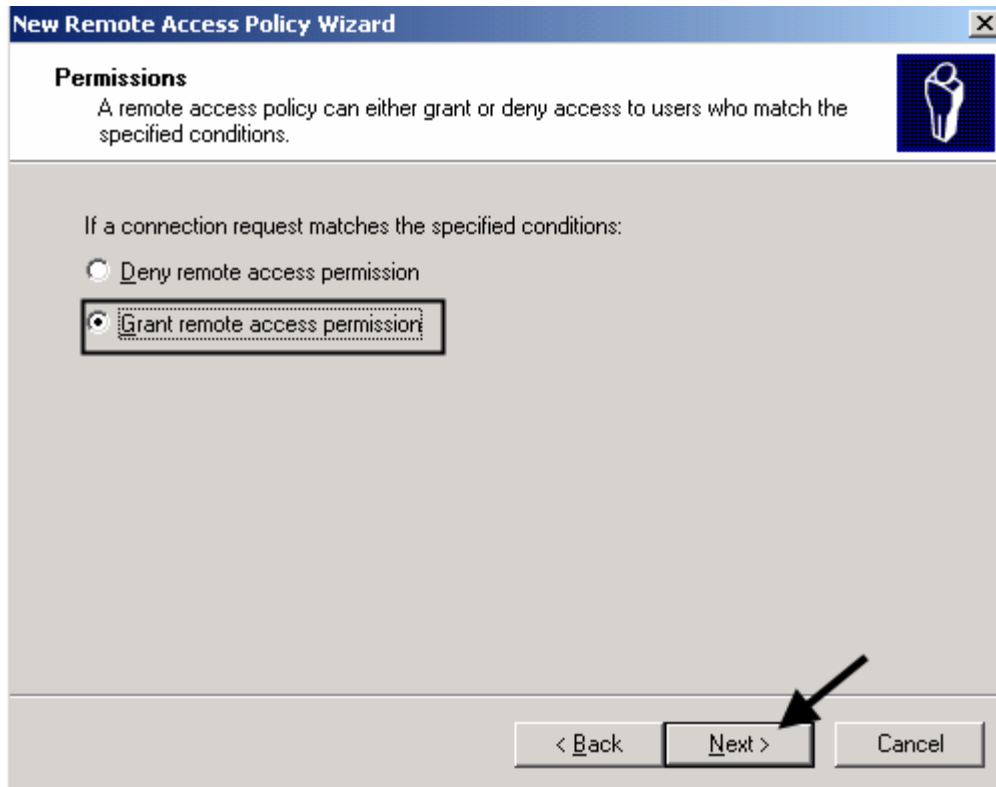 New Remote Access Policy Wizard
Permissions
A remote access policy can either grant or deny access to users who match the
specified conditions.
If a connection request matches the specified conditions:
Deny remote access permission
Grant remote access permission
< Back Next > Cancel